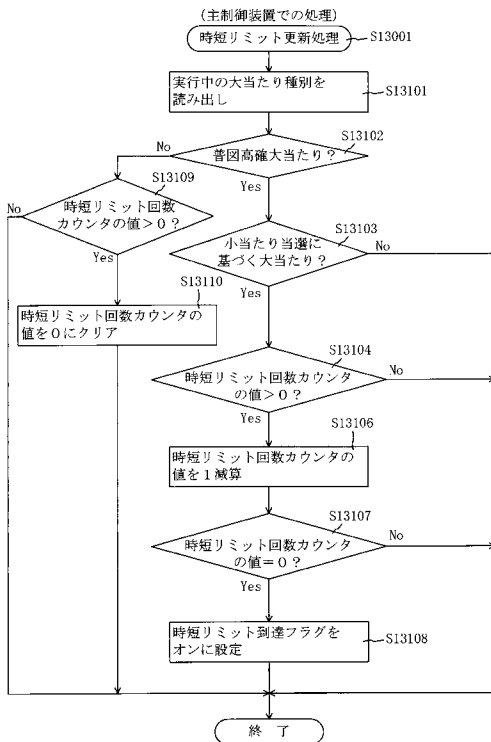 (主制御装置での処理)
時短リミット更新処理
S13001
実行中の大当たり種別を
読み出し
S13101
S13102
普図高確大当たり？
No
Yes
S13109
時短リミット回数
カウンタの値＞０？
No
Yes
S13103
小当たり当選に
基づく大当たり？
No
Yes
S13110
時短リミット回数カウンタの
値を０にクリア
S13104
時短リミット回数カウンタ
の値＞０？
No
Yes
S13106
時短リミット回数カウンタの
値を１減算
S13107
時短リミット回数カウンタ
の値＝０？
No
Yes
時短リミット到達フラグを
オンに設定
S13108
終 了